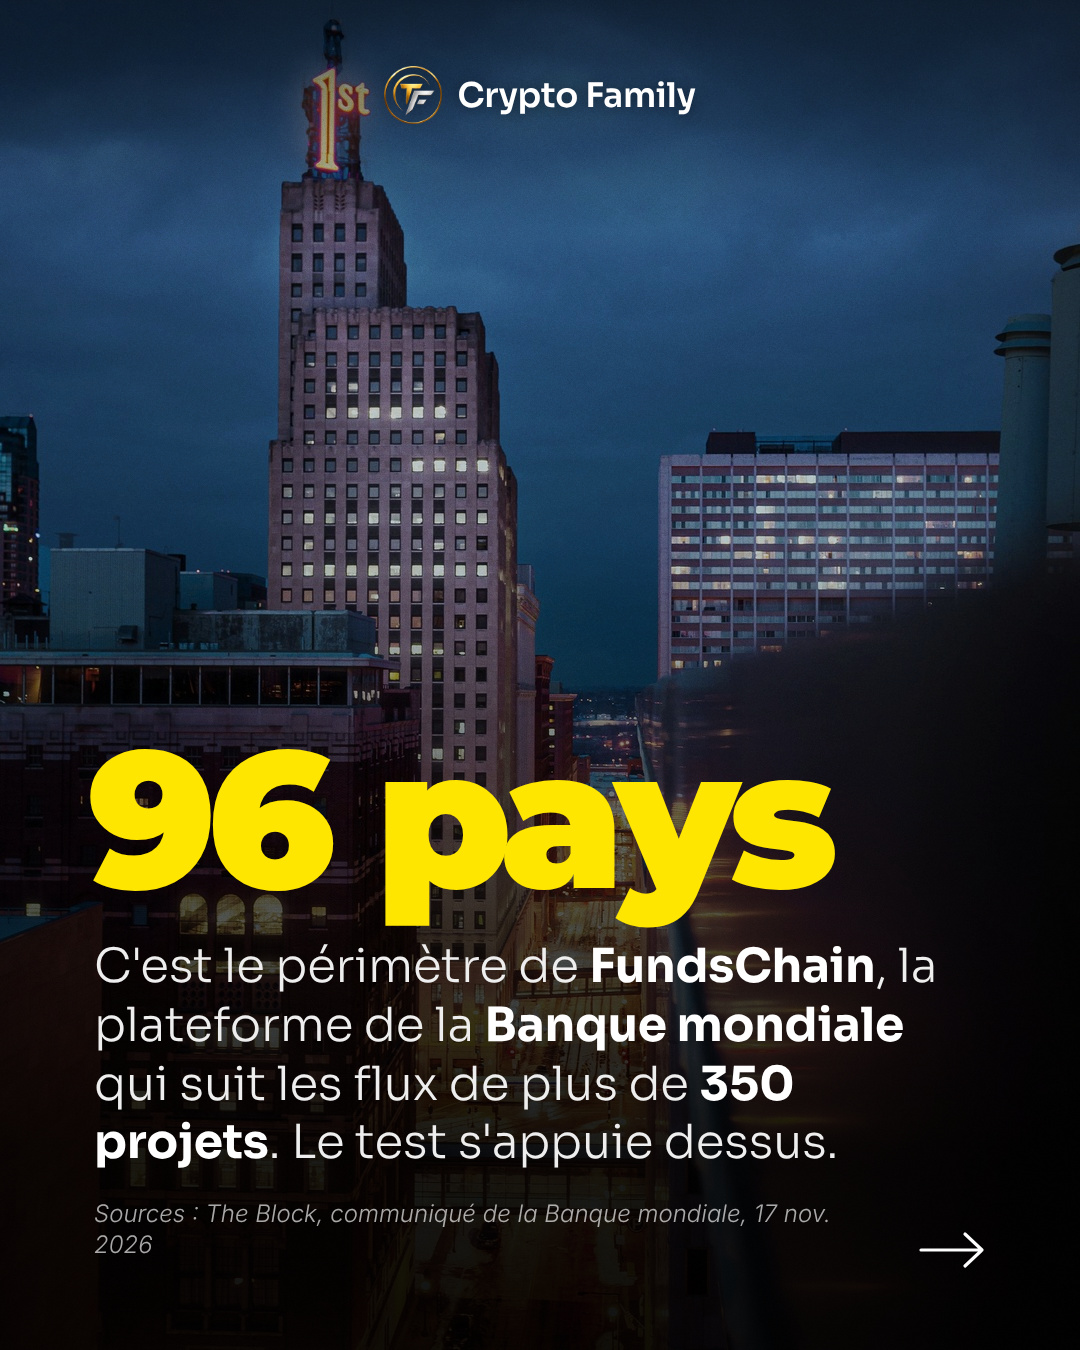 1st
TF Crypto Family
96 pays
C'est le périmètre de FundsChain, la
plateforme de la Banque mondiale
qui suit les flux de plus de 350
projets. Le test s'appuie dessus.
Sources : The Block, communiqué de la Banque mondiale, 17 nov.
2026